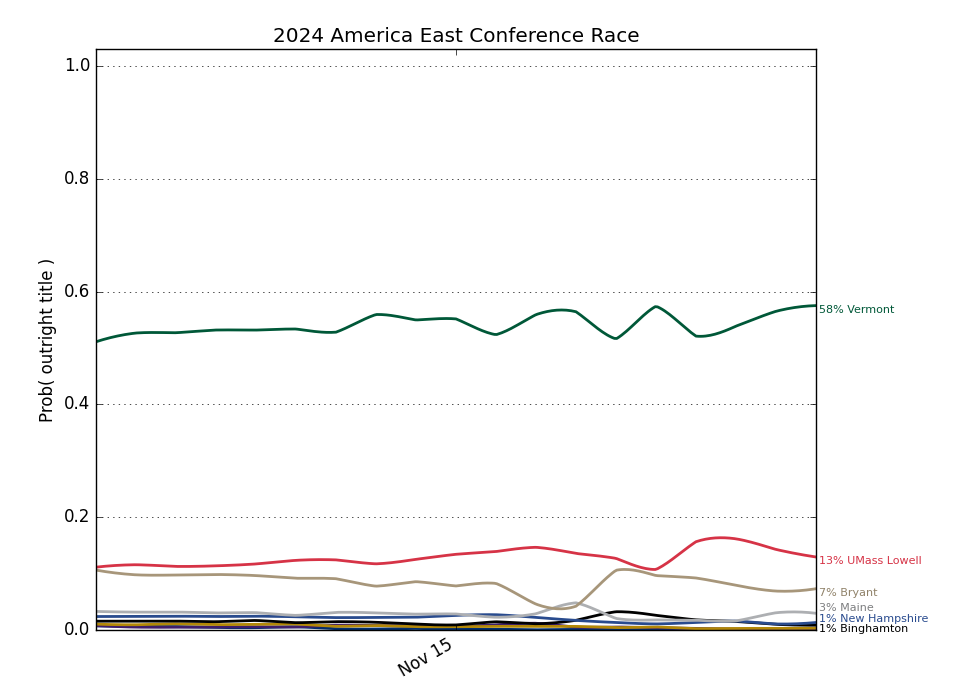 2024 America East Conference Race
Prob( outright title )
1.0
0.8
0.6
0.4
0.2
0.0
Nov 15
58% Vermont
13% UMass Lowell
7% Bryant
3% Maine
1% New Hampshire
1% Binghamton